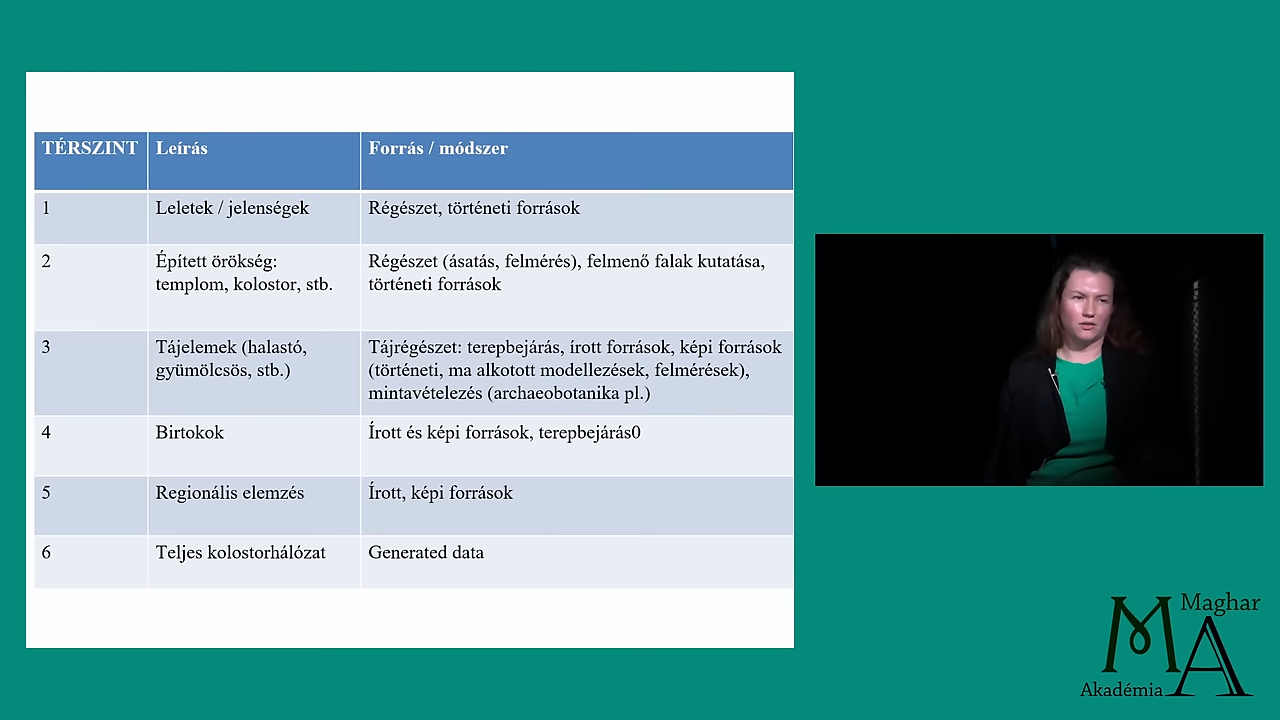 TÉRSZINT Leírás Forrás / módszer
1 Leletek / jelenségek Régészet, történeti források
2 Épített örökség: Régészet (ásatás, felmérés), felmenő falak kutatása,
templom, kolostor, stb. történeti források
3 Tájelemek (halastó, Tájrégészet: terepbejárás, írott források, képi források
gyümölcsös, stb.) (történeti, ma alkotott modellezések, felmérések),
mintavételezés (archaeobotanika pl.)
4 Birtokok Írott és képi források, terepbejárás0
5 Regionális elemzés Írott, képi források
6 Teljes kolostorhálózat Generated data
Maghar
MA
Akadémia